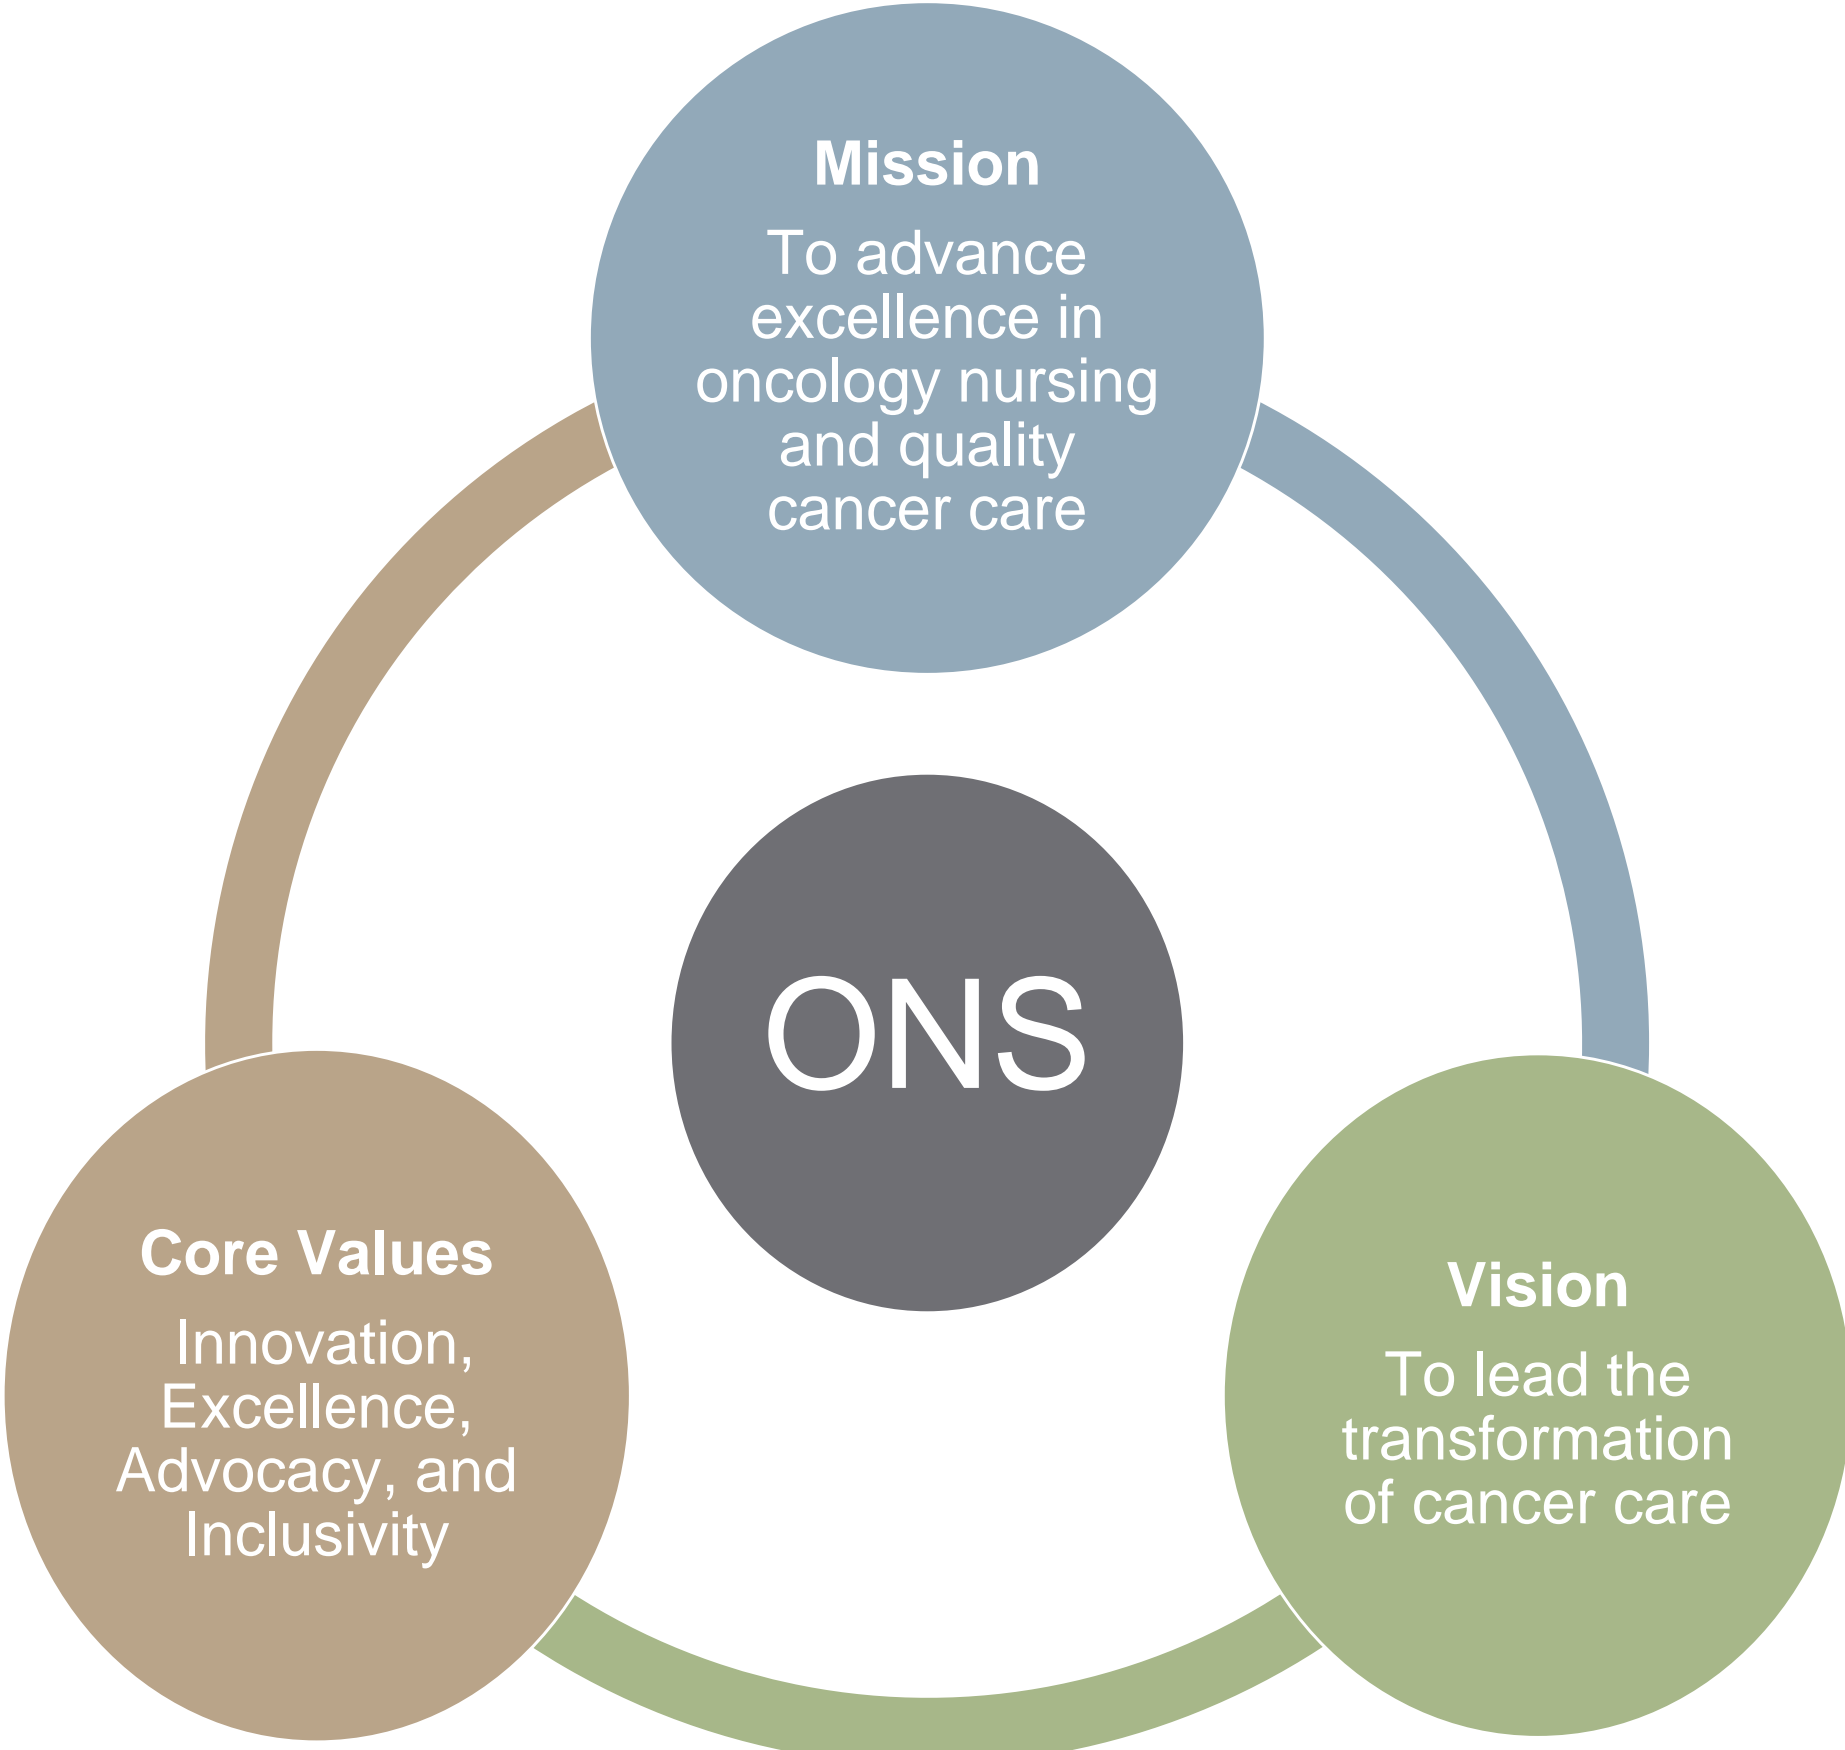 Mission
To advance
excellence in
oncology nursing
and quality
cancer care
ONS
Core Values
Innovation,
Excellence,
Advocacy, and
Inclusivity
Vision
To lead the
transformation
of cancer care